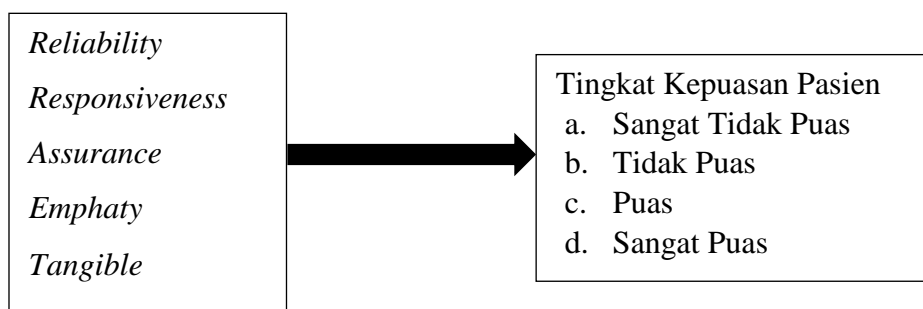 Reliability
Responsiveness
Assurance
Emphaty
Tangible
Tingkat Kepuasan Pasien
a. Sangat Tidak Puas
b. Tidak Puas
c. Puas
d. Sangat Puas